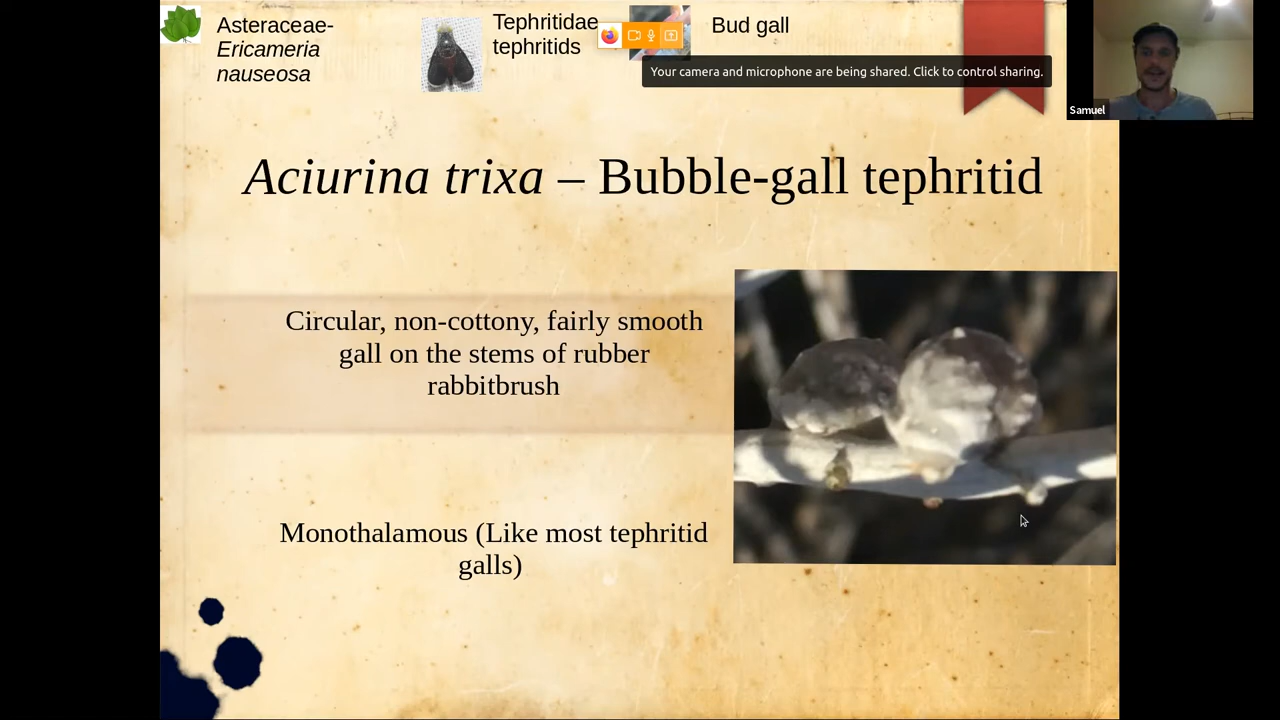 Asteraceae-
Ericameria
nauseosa
Tephritidae
tephritids
Bud gall
Your camera and microphone are being shared. Click to control sharing.
Samuel
Aciurina trixa – Bubble-gall tephritid
Circular, non-cottony, fairly smooth
gall on the stems of rubber
rabbitbrush
Monothalamous (Like most tephritid
galls)